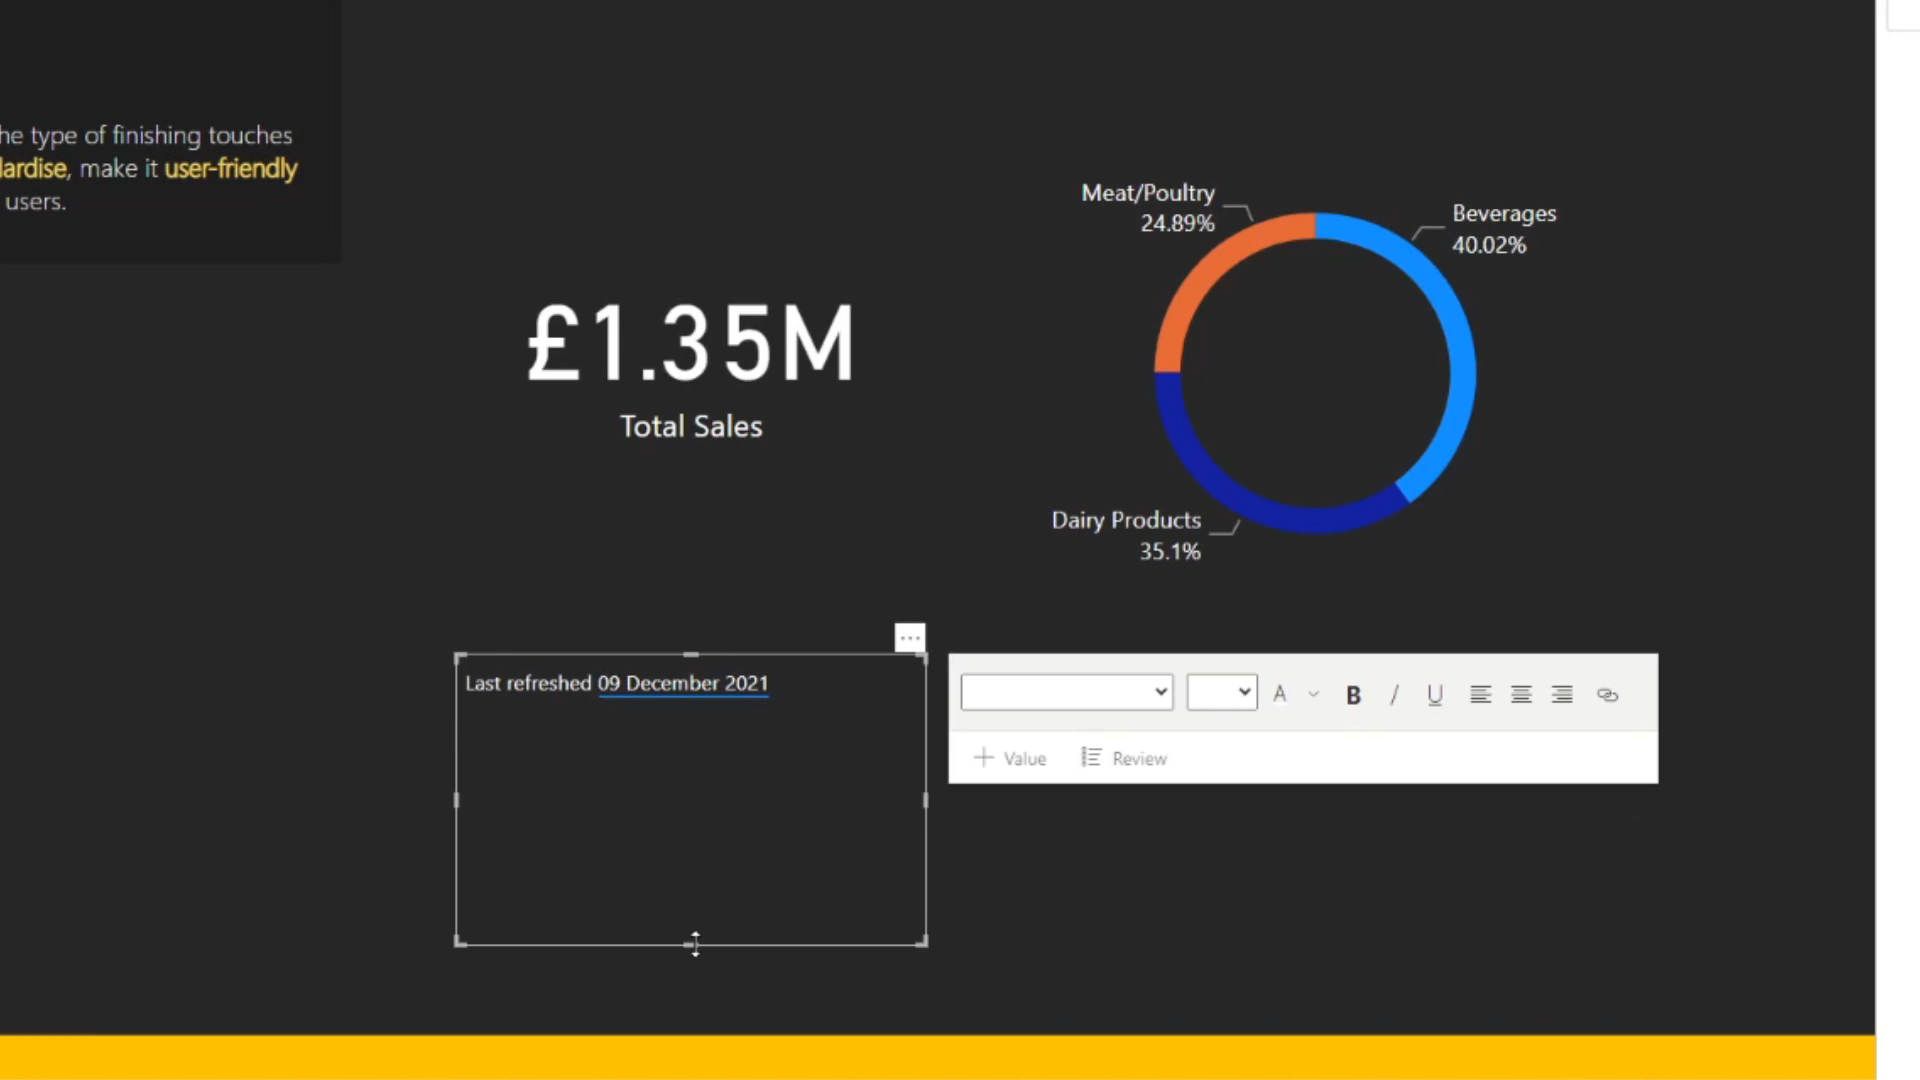 he type of finishing touches
lardise, make it user-friendly
users.
Meat/Poultry
24.89%
Beverages
40.02%
£1.35M
Total Sales
Dairy Products
35.1%
Last refreshed 09 December 2021
A B / U
+ Value Review